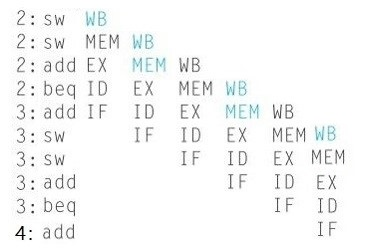 2: sw WB
2: sw MEM WB
2: add EX MEM WB
2: beq ID EX MEM WB
3: add IF ID EX MEM WB
3: sw IF ID EX MEM WB
3: sw IF ID EX MEM
3: add IF ID EX
3: beq IF ID
4: add IF